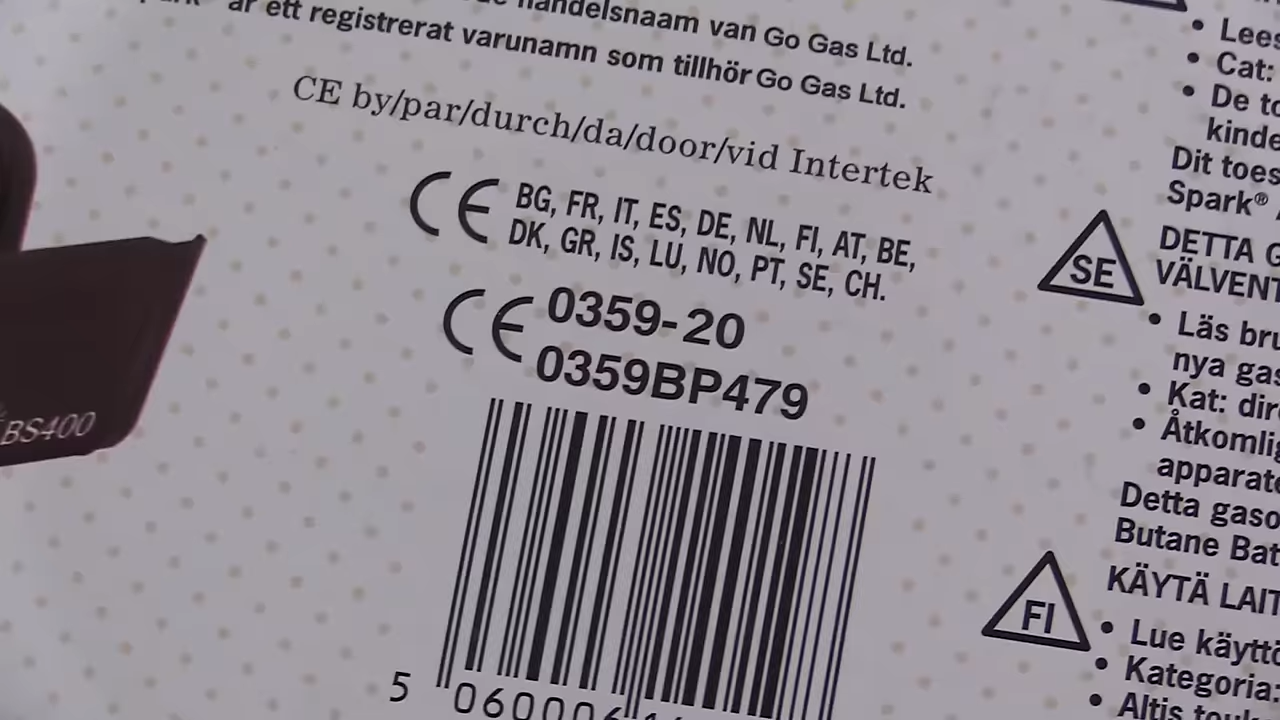 handelsnaam van Go Gas Ltd.
är ett registrerat varunamn som tillhör Go Gas Ltd.
CE by/par/durch/da/door/vid Intertek
CE BG, FR, IT, ES, DE, NL, FI, AT, BE,
DK, GR, IS, LU, NO, PT, SE, CH.
CE 0359-20
0359BP479
5 060006
BS400
• Lees
• Cat:
• De to
kinde
Dit toes
Spark®
SE
DETTA G
VÄLVENT
• Läs bru
nya gas
• Kat: dir
• Åtkomlig
apparate
Detta gaso
Butane Bat
FI
KÄYTÄ LAIT
• Lue käyttö
• Kategoria:
• Altis